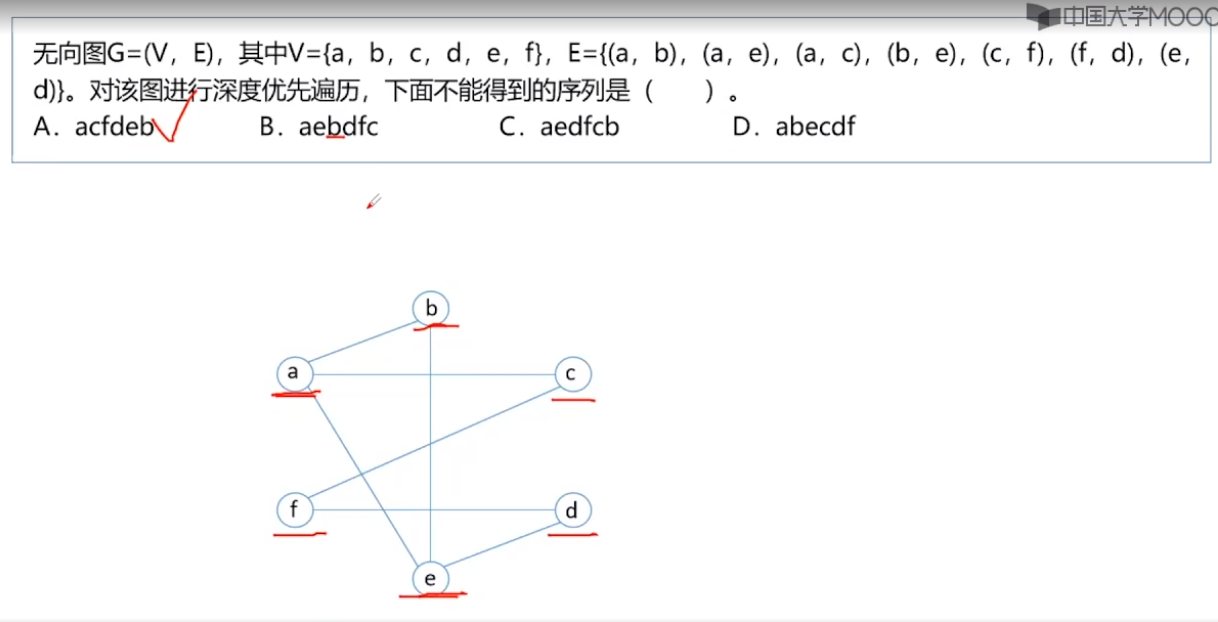 中国大学MOOC
无向图G=(V，E)，其中V={a，b，c，d，e，f}，E={(a，b)，(a，e)，(a，c)，(b，e)，(c，f)，(f，d)，(e，
d)}。对该图进行深度优先遍历，下面不能得到的序列是（　　）。
A．acfdeb B．aebdfc C．aedfcb D．abecdf
b
a c
f d
e